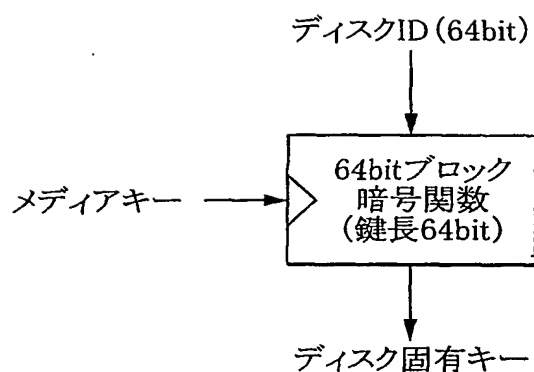 ディスクID(64bit)
64bitブロック
暗号関数
(鍵長64bit)
メディアキー
ディスク固有キー